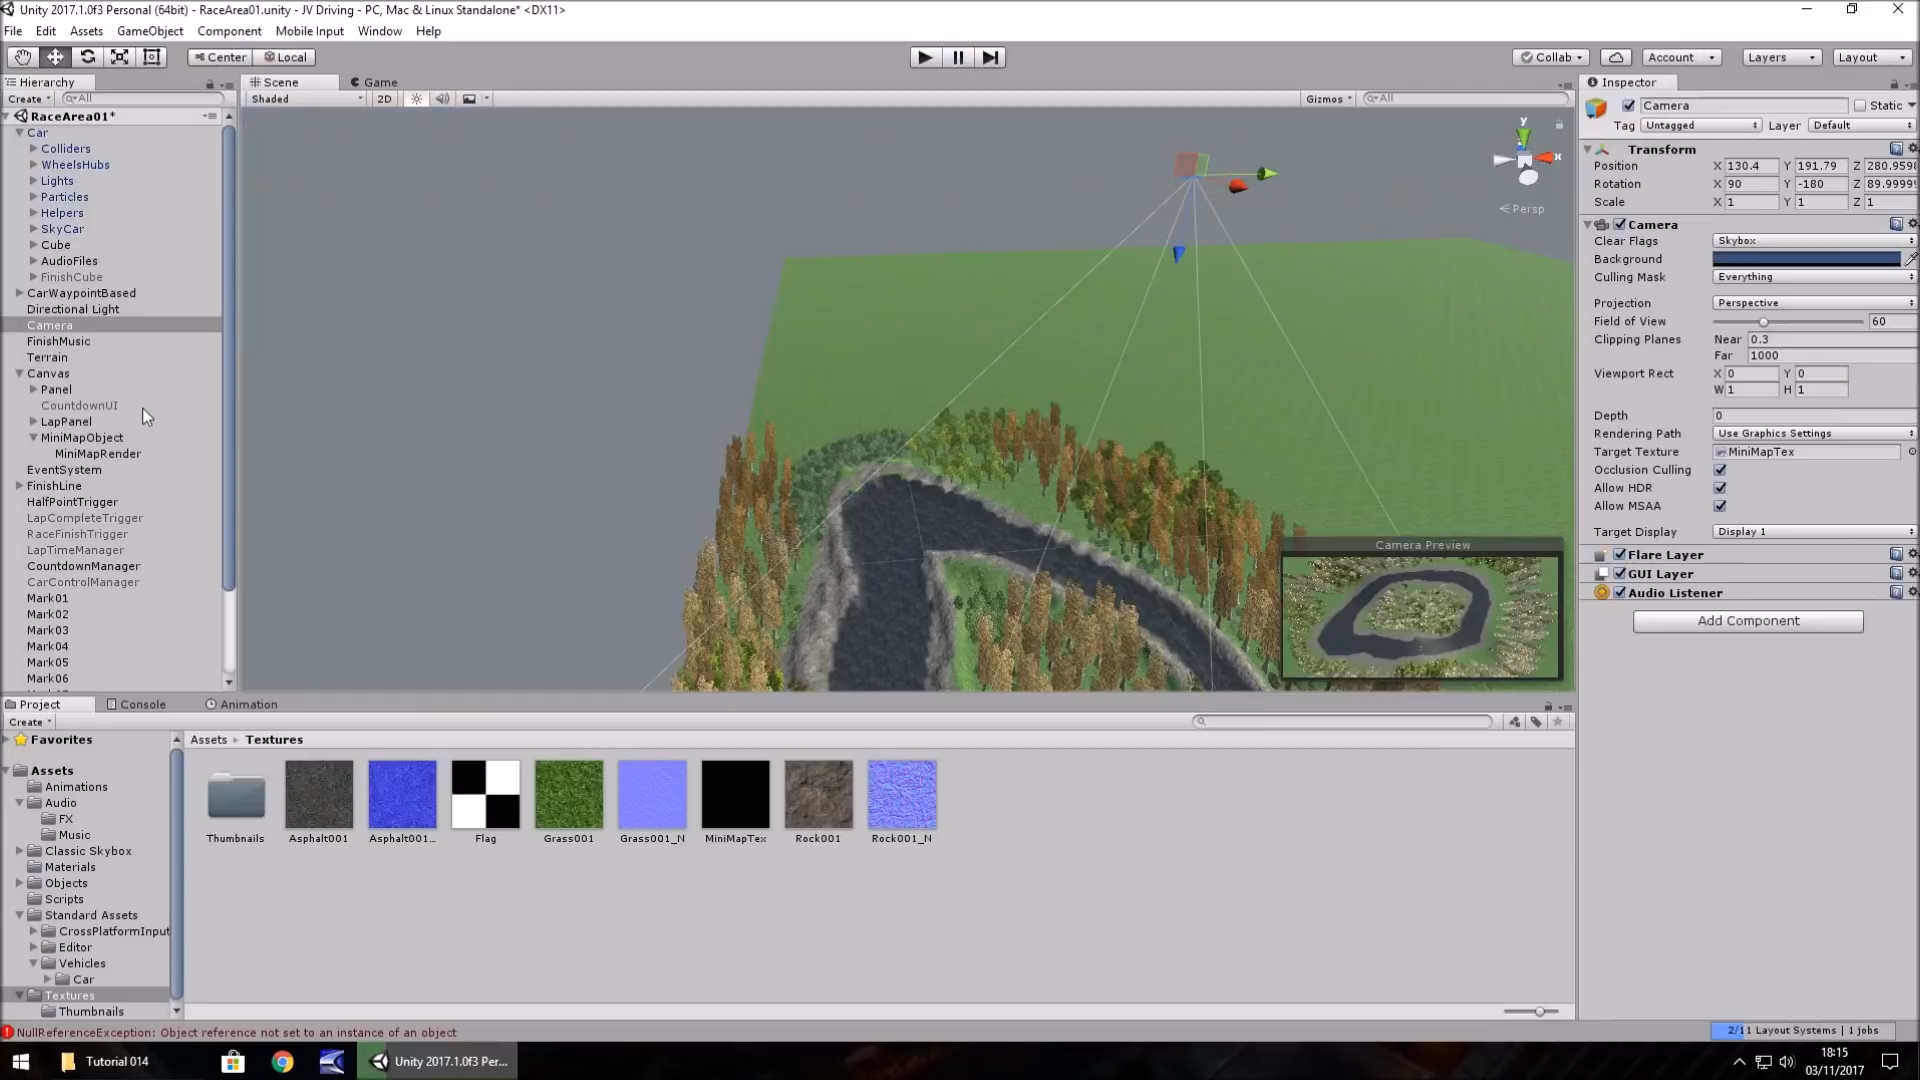 Unity 2017.1.0f3 Personal (64bit) - RaceArea01.unity - JV Driving - PC, Mac & Linux Standalone* <DX11>
File Edit Assets GameObject Component Mobile Input Window Help
Center Local Collab Account Layers Layout
Hierarchy Scene Game Inspector
Create All Shaded 2D Gizmos All
RaceArea01*
Car
Colliders
WheelsHubs
Lights
Particles
Helpers
SkyCar
Cube
AudioFiles
FinishCube
CarWaypointBased
Directional Light
Camera
FinishMusic
Terrain
Canvas
Panel
CountdownUI
LapPanel
MiniMapObject
MiniMapRender
EventSystem
FinishLine
HalfPointTrigger
LapCompleteTrigger
RaceFinishTrigger
LapTimeManager
CountdownManager
CarControlManager
Mark01
Mark02
Mark03
Mark04
Mark05
Mark06
y
x
Persp
Camera Preview
Camera Static
Tag Untagged Layer Default
Transform
Position X 130.4 Y 191.79 Z 280.9598
Rotation X 90 Y -180 Z 89.99999
Scale X 1 Y 1 Z 1
Camera
Clear Flags Skybox
Background
Culling Mask Everything
Projection Perspective
Field of View 60
Clipping Planes Near 0.3
Far 1000
Viewport Rect X 0 Y 0
W 1 H 1
Depth 0
Rendering Path Use Graphics Settings
Target Texture MiniMapTex
Occlusion Culling
Allow HDR
Allow MSAA
Target Display Display 1
Flare Layer
GUI Layer
Audio Listener
Add Component
Project Console Animation
Create
Favorites
Assets
Animations
Audio
FX
Music
Classic Skybox
Materials
Objects
Scripts
Standard Assets
CrossPlatformInput
Editor
Vehicles
Car
Textures
Thumbnails
Assets Textures
Thumbnails Asphalt001 Asphalt001... Flag Grass001 Grass001_N MiniMapTex Rock001 Rock001_N
NullReferenceException: Object reference not set to an instance of an object
2/11 Layout Systems | 1 jobs
Tutorial 014 Unity 2017.1.0f3 Per...
18:15
03/11/2017